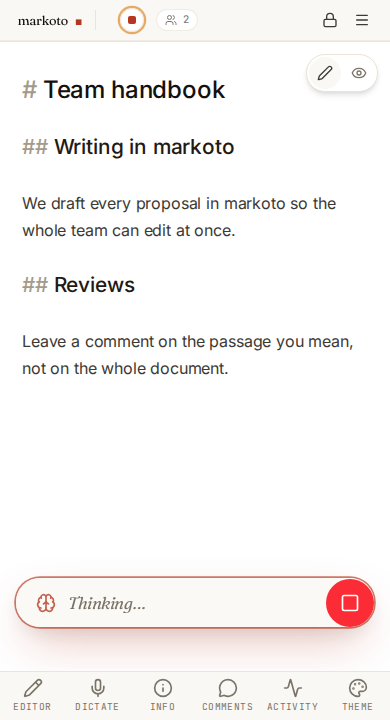 markoto
2
# Team handbook
## Writing in markoto
We draft every proposal in markoto so the
whole team can edit at once.
## Reviews
Leave a comment on the passage you mean,
not on the whole document.
Thinking...
EDITOR DICTATE INFO COMMENTS ACTIVITY THEME